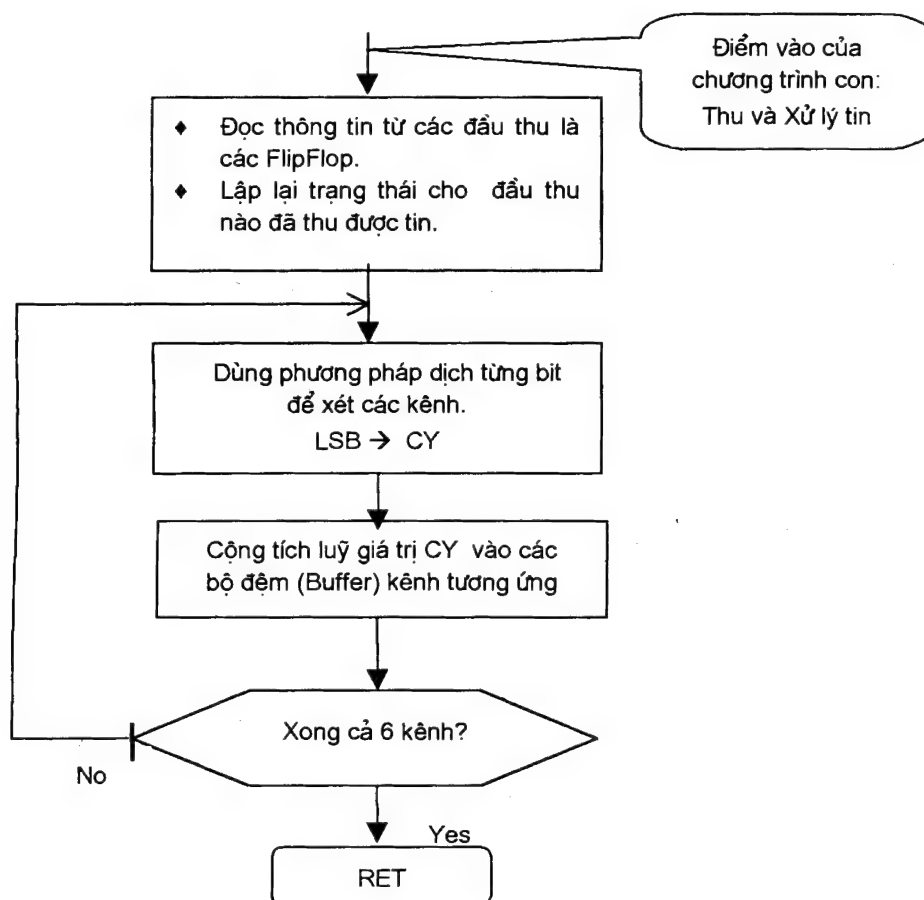 Điểm vào của
chương trình con:
Thu và Xử lý tin
♦ Đọc thông tin từ các đầu thu là
các FlipFlop.
♦ Lập lại trạng thái cho đầu thu
nào đã thu được tin.
Dùng phương pháp dịch từng bit
để xét các kênh.
LSB → CY
Cộng tích luỹ giá trị CY vào các
bộ đệm (Buffer) kênh tương ứng
Xong cả 6 kênh?
No
Yes
RET